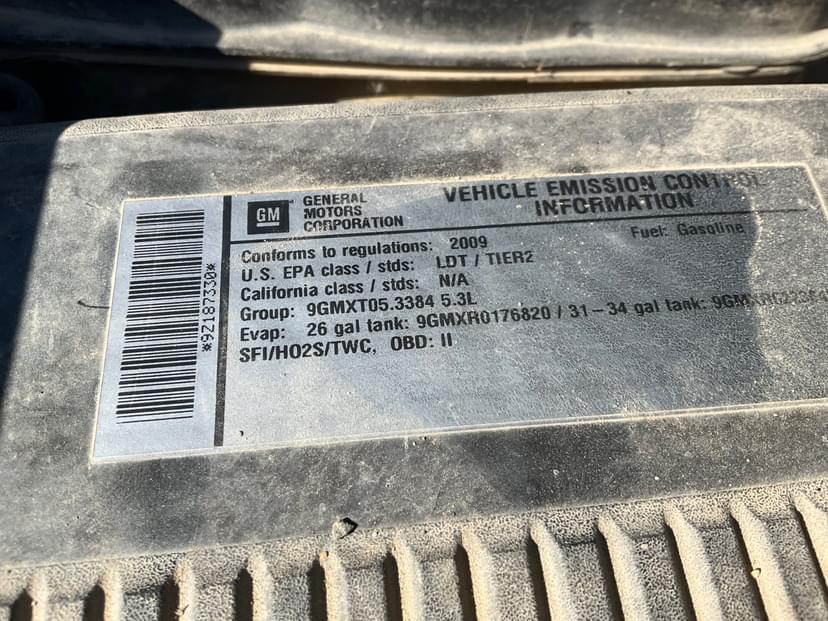 *9Z187330*
GM
GENERAL
MOTORS
CORPORATION
VEHICLE EMISSION CONTROL
INFORMATION
Conforms to regulations: 2009
Fuel: Gasoline
U.S. EPA class / stds: LDT / TIER2
California class / stds: N/A
Group: 9GMXT05.3384 5.3L
Evap: 26 gal tank: 9GMXR0176820 / 31-34 gal tank:
SFI/HO2S/TWC, OBD: II